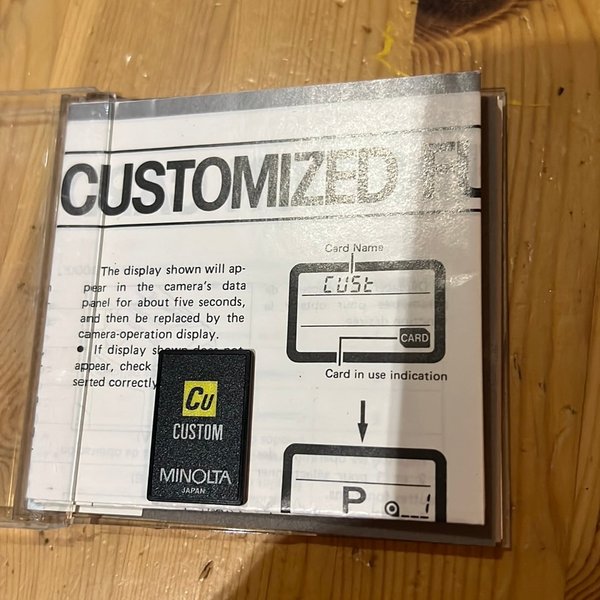 CUSTOMIZED FU
The display shown will ap-
pear in the camera's data
panel for about five seconds,
and then be replaced by the
camera-operation display.
• If display shown does not
appear, check
serted correctly
Card Name
CUSt
CARD
Card in use indication
P
Cu
CUSTOM
MINOLTA
JAPAN